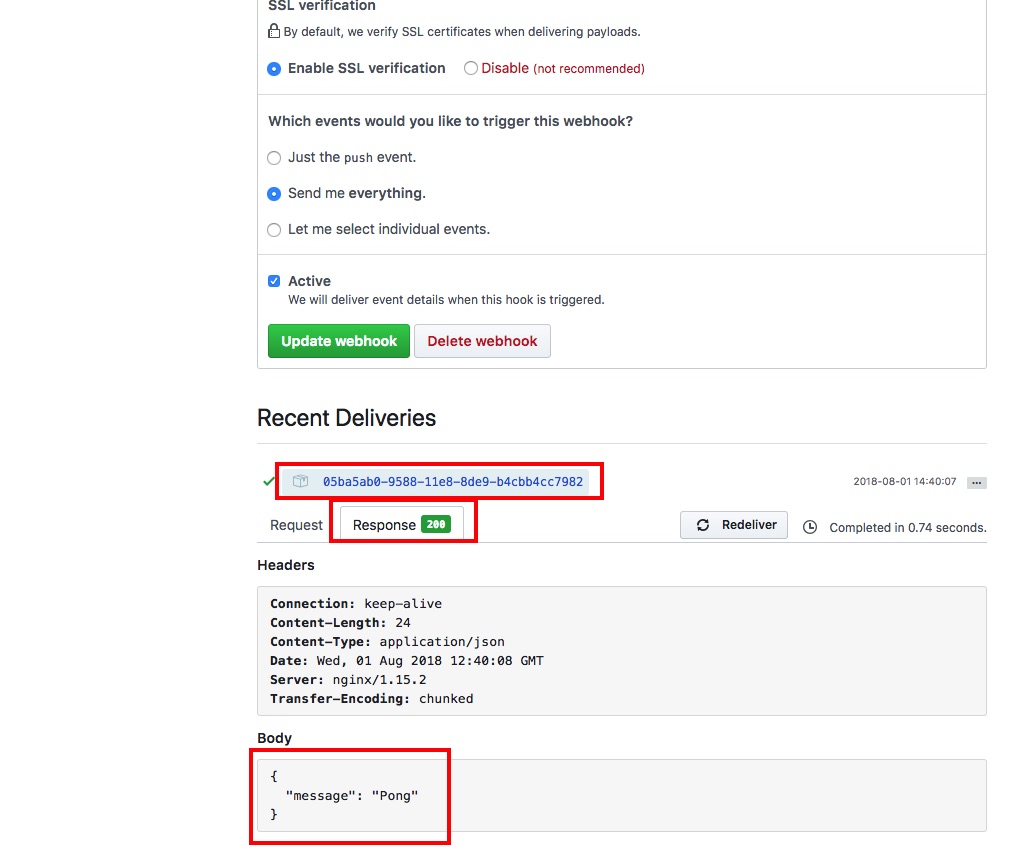 SSL verification
By default, we verify SSL certificates when delivering payloads.
Enable SSL verification Disable (not recommended)
Which events would you like to trigger this webhook?
Just the push event.
Send me everything.
Let me select individual events.
Active
We will deliver event details when this hook is triggered.
Update webhook Delete webhook
Recent Deliveries
05ba5ab0-9588-11e8-8de9-b4cbb4cc7982 2018-08-01 14:40:07 ...
Request Response 200 Redeliver Completed in 0.74 seconds.
Headers
Connection: keep-alive
Content-Length: 24
Content-Type: application/json
Date: Wed, 01 Aug 2018 12:40:08 GMT
Server: nginx/1.15.2
Transfer-Encoding: chunked
Body
{
"message": "Pong"
}